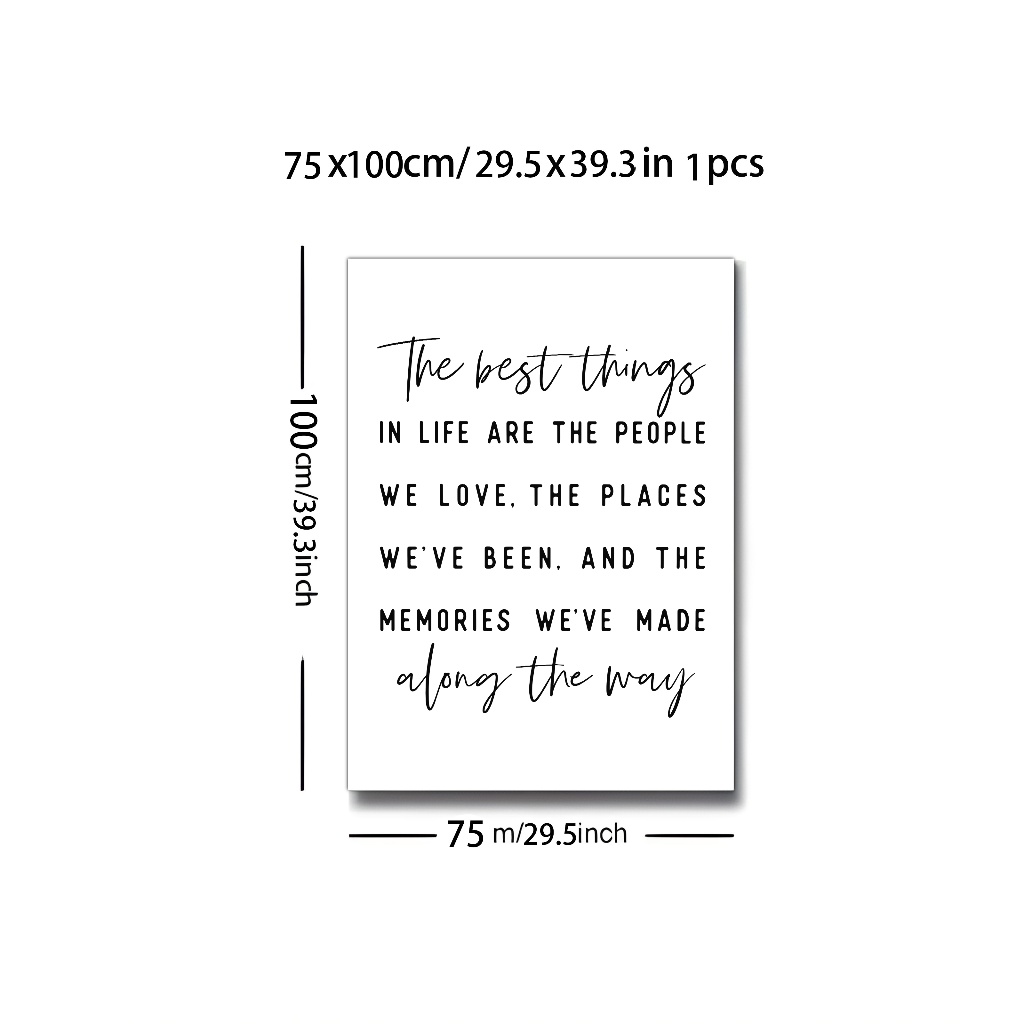 75x100cm/ 29.5x39.3in 1pcs
100cm/39.3inch
The best things
IN LIFE ARE THE PEOPLE
WE LOVE, THE PLACES
WE'VE BEEN, AND THE
MEMORIES WE'VE MADE
along the way
75 m/29.5inch